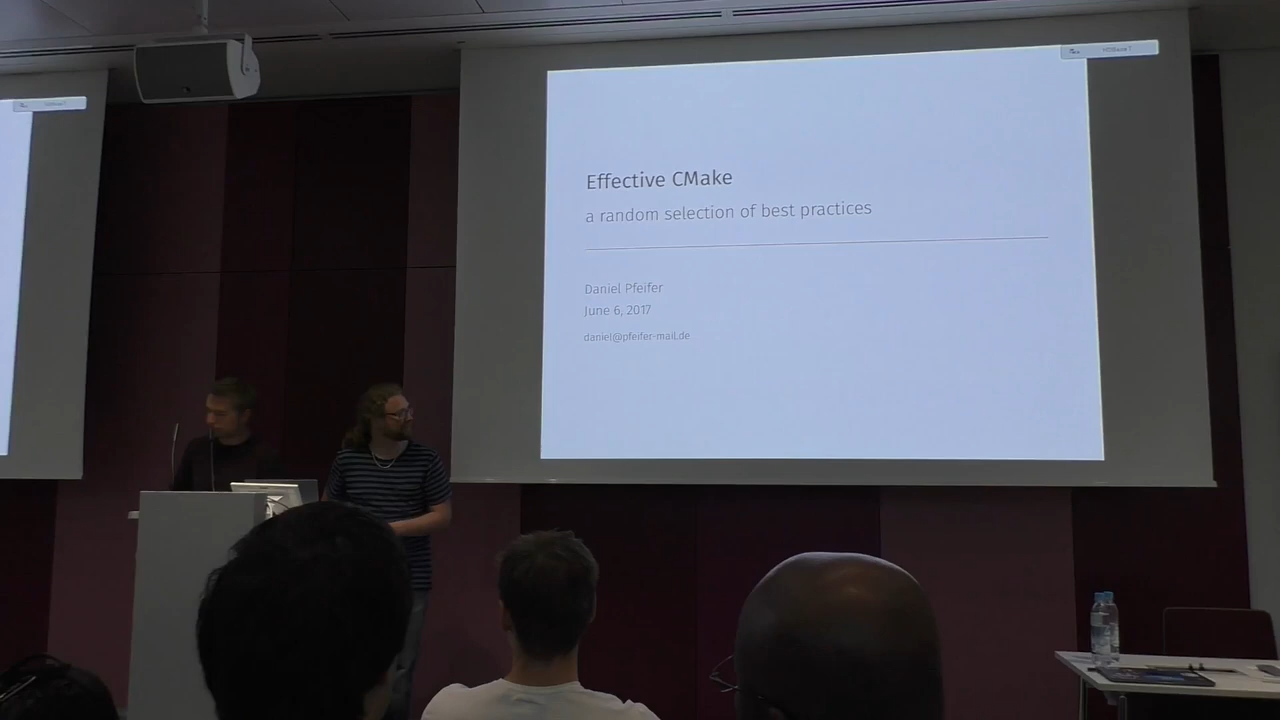 Effective CMake
a random selection of best practices
Daniel Pfeifer
June 6, 2017
daniel@pfeifer-mail.de